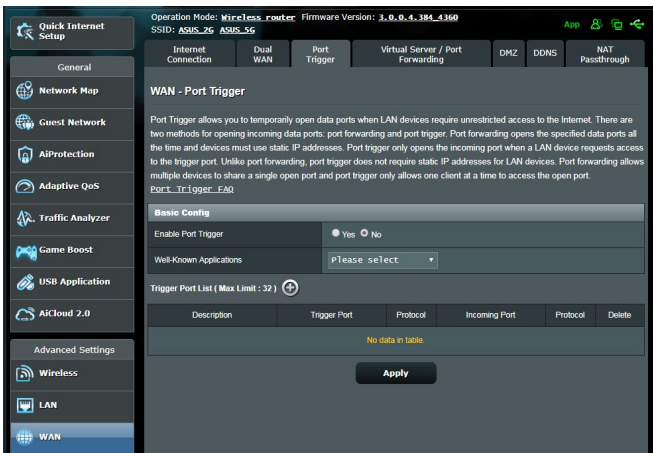 Quick Internet
Setup
General
Network Map
Guest Network
AiProtection
Adaptive QoS
Traffic Analyzer
Game Boost
USB Application
AiCloud 2.0
Advanced Settings
Wireless
LAN
WAN
Operation Mode: Wireless router Firmware Version: 3.0.0.4.384_4360
SSID: ASUS_2G ASUS_5G
App
Internet
Connection
Dual
WAN
Port
Trigger
Virtual Server / Port
Forwarding
DMZ
DDNS
NAT
Passthrough
WAN - Port Trigger
Port Trigger allows you to temporarily open data ports when LAN devices require unrestricted access to the Internet. There are
two methods for opening incoming data ports: port forwarding and port trigger. Port forwarding opens the specified data ports all
the time and devices must use static IP addresses. Port trigger only opens the incoming port when a LAN device requests access
to the trigger port. Unlike port forwarding, port trigger does not require static IP addresses for LAN devices. Port forwarding allows
multiple devices to share a single open port and port trigger only allows one client at a time to access the open port.
Port Trigger FAQ
Basic Config
Enable Port Trigger
Yes No
Well-Known Applications
Please select
Trigger Port List ( Max Limit : 32 )
Description Trigger Port Protocol Incoming Port Protocol Delete
No data in table.
Apply